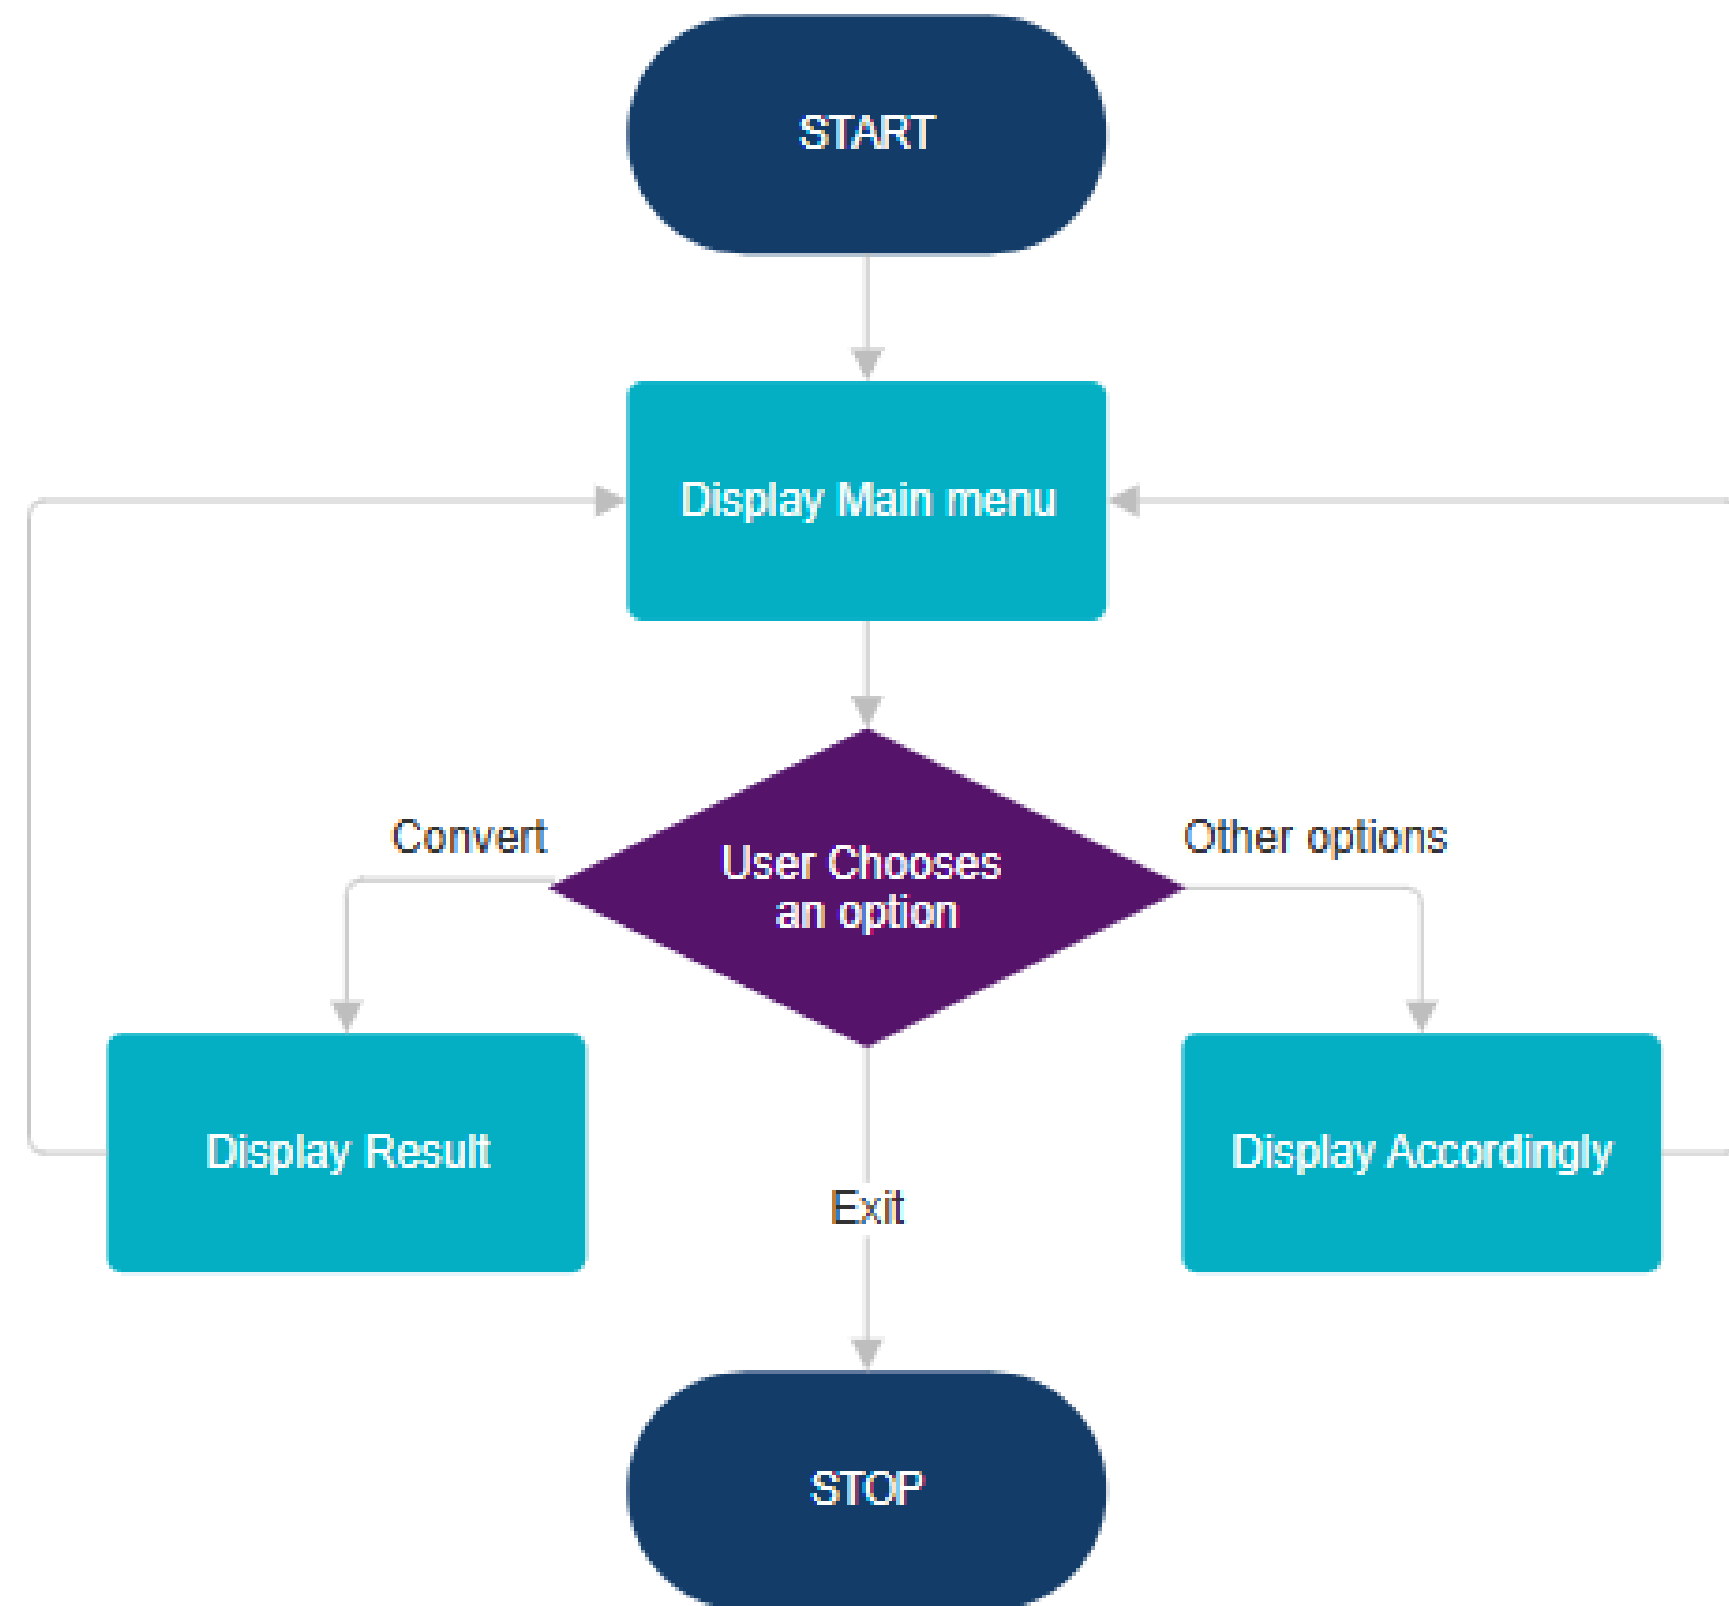 START
Display Main menu
Convert
Other options
User Chooses
an option
Display Result
Display Accordingly
Exit
STOP